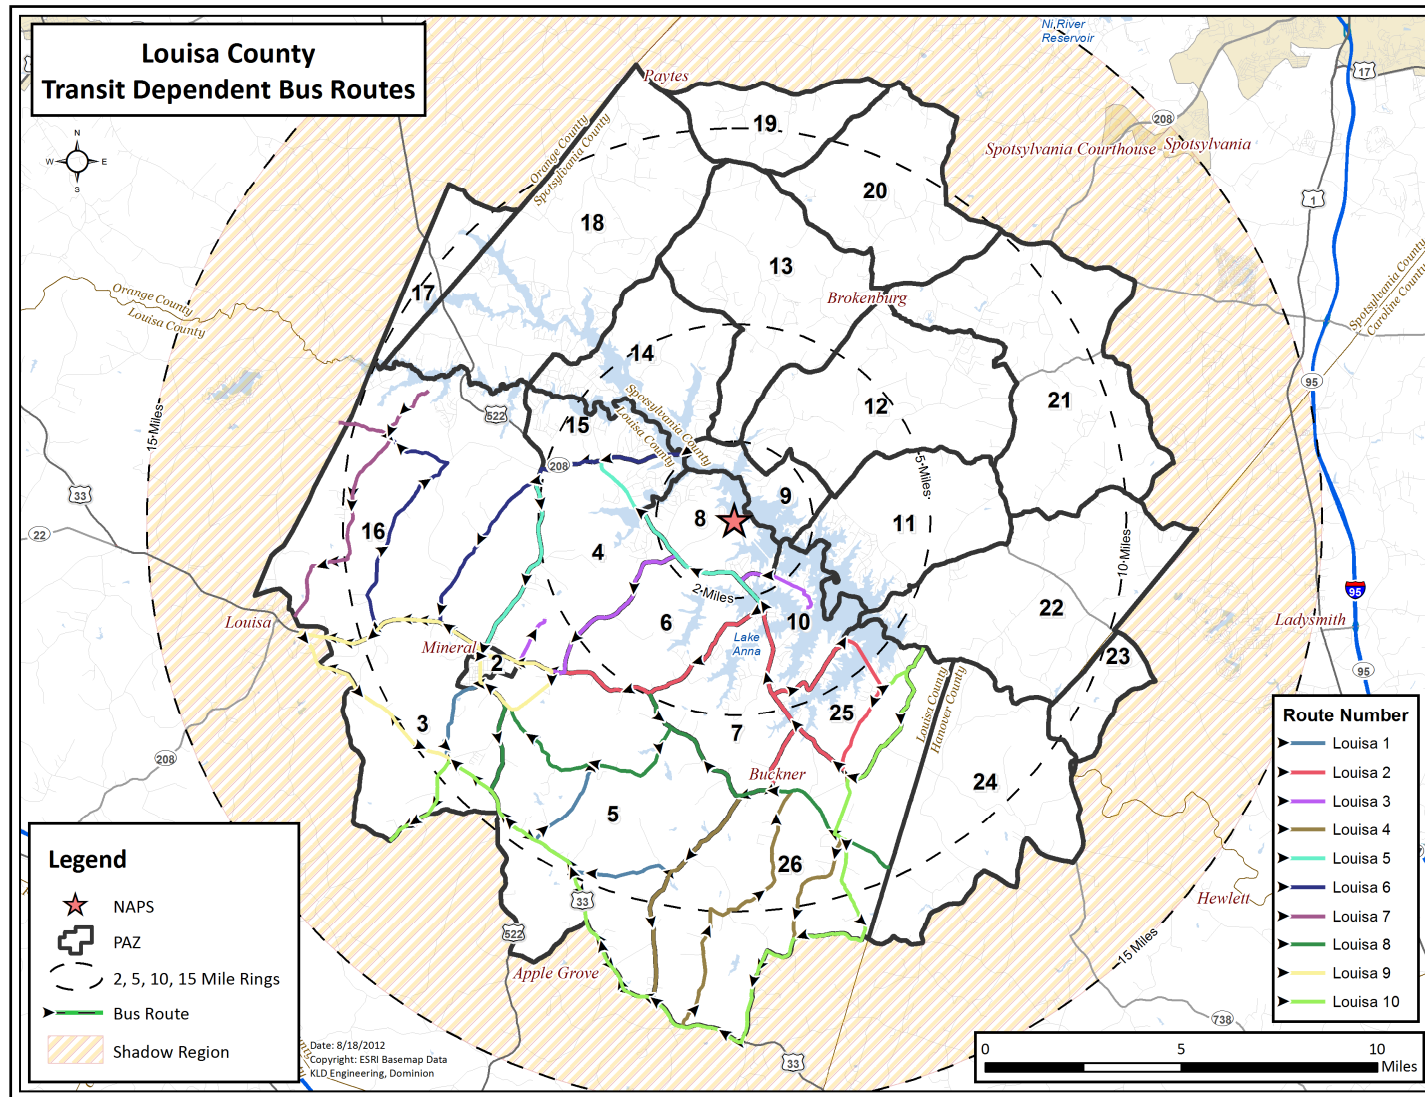 Louisa County
Transit Dependent Bus Routes
Ni River
Reservoir
17
Paytes
208
Spotsylvania Courthouse
Spotsylvania
N
W
E
S
Orange County
Spotsylvania County
19
20
18
1
13
17
Orange County
Louisa County
Brokenburg
Spotsylvania County
Caroline County
14
95
15 Miles
522
15
Spotsylvania County
Louisa County
12
21
208
5 Miles
33
9
8
11
22
16
4
10 Miles
95
2 Miles
22
Louisa
6
10
Lake
Anna
Ladysmith
Mineral
2
23
95
3
25
Louisa County
Hanover County
7
208
Buckner
24
5
26
33
522
Apple Grove
Hewlett
15 Miles
738
33
Route Number
Louisa 1
Louisa 2
Louisa 3
Louisa 4
Louisa 5
Louisa 6
Louisa 7
Louisa 8
Louisa 9
Louisa 10
Legend
NAPS
PAZ
2, 5, 10, 15 Mile Rings
Bus Route
Shadow Region
Date: 8/18/2012
Copyright: ESRI Basemap Data
KLD Engineering, Dominion
0
5
10
Miles